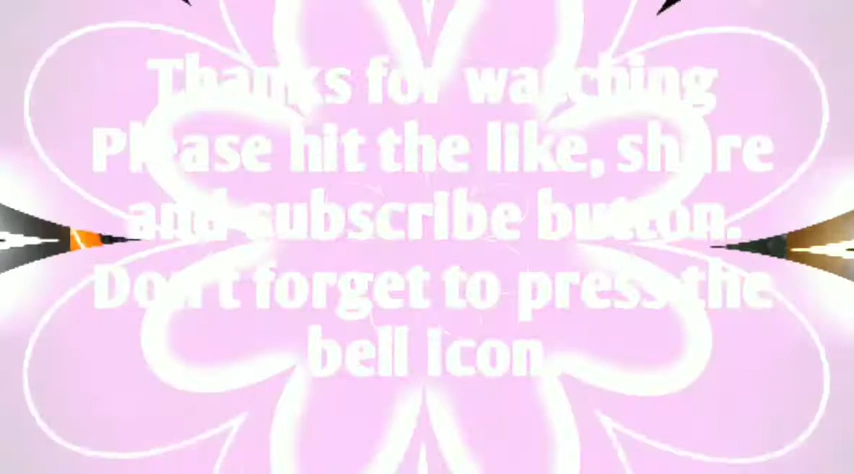 Thanks for watching
Please hit the like, share
and subscribe button.
Don't forget to press the
bell icon